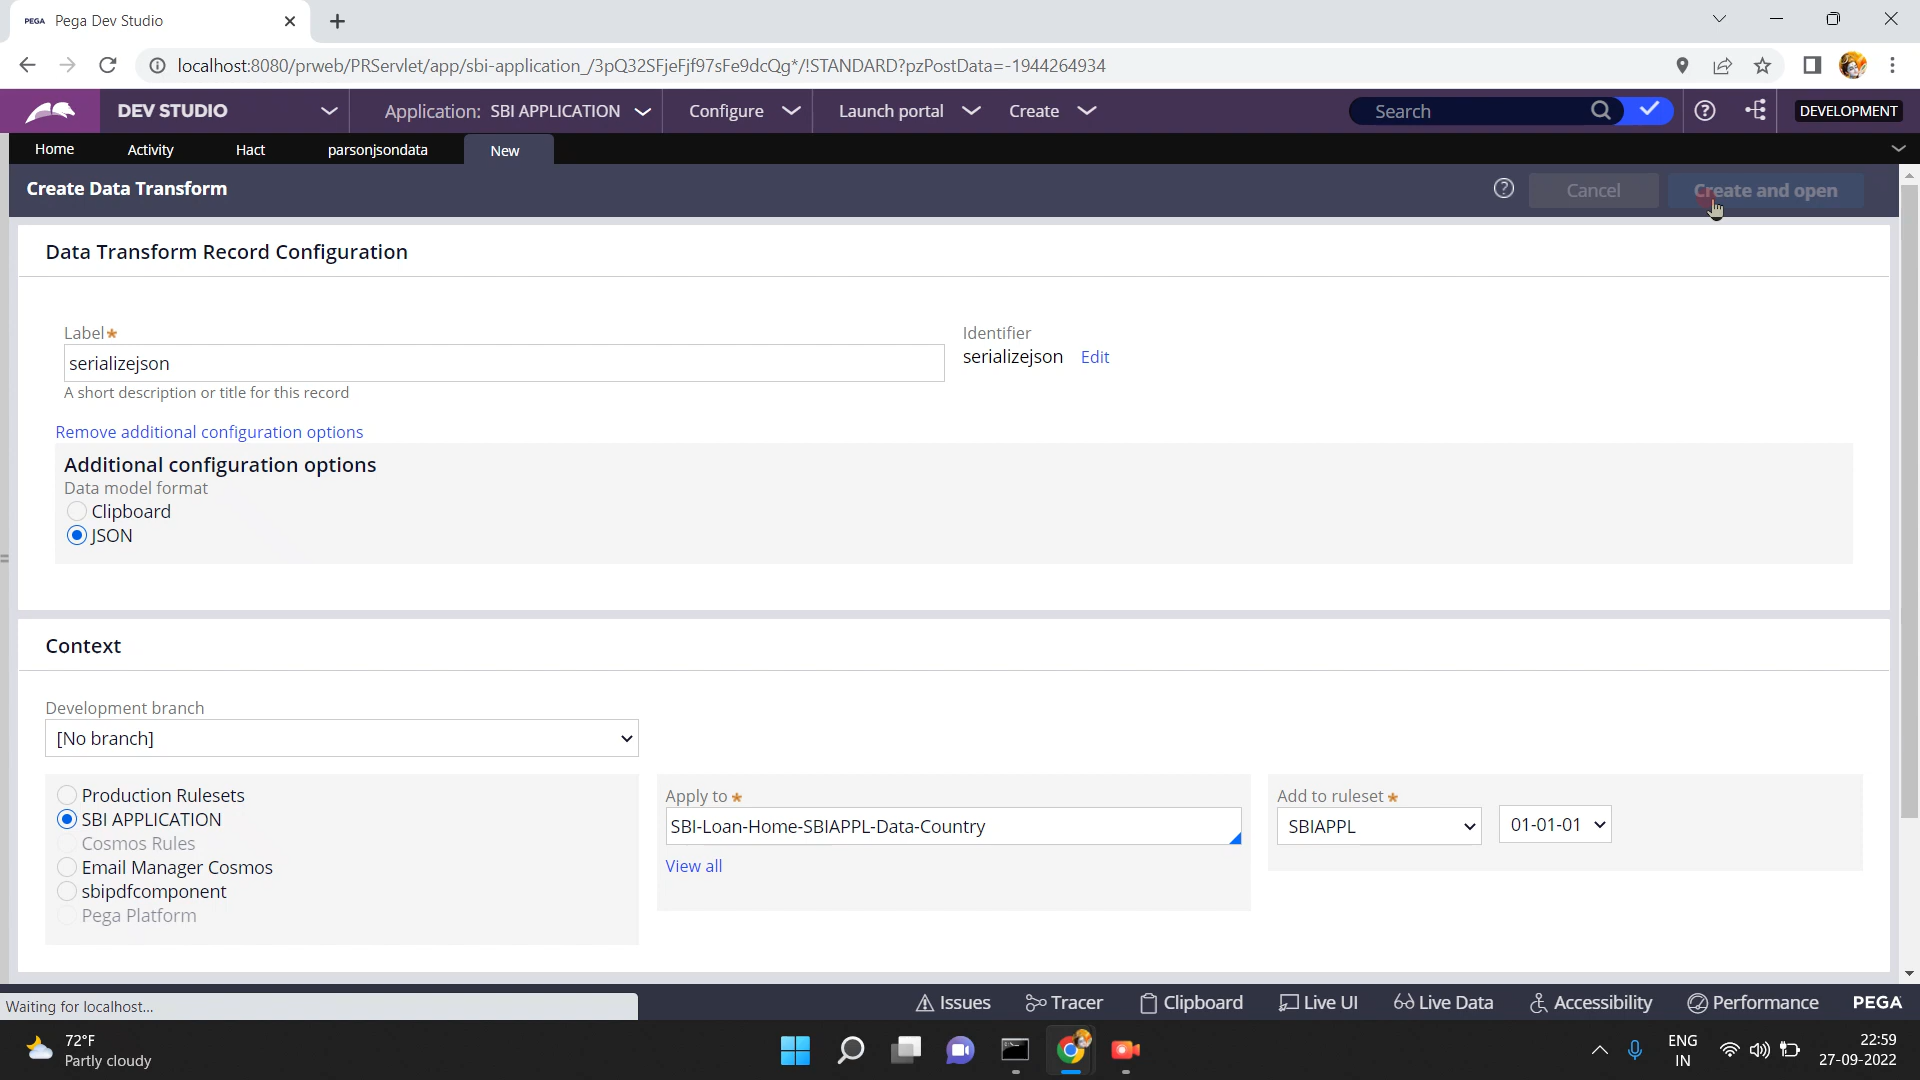 PEGA Pega Dev Studio
localhost:8080/prweb/PRServlet/app/sbi-application_/3pQ32SFjeFjf97sFe9dcQg*/!STANDARD?pzPostData=-1944264934
DEV STUDIO Application: SBI APPLICATION Configure Launch portal Create Search DEVELOPMENT
Home Activity Hact parsonjsondata New
Create Data Transform Cancel Create and open
Data Transform Record Configuration
Label* Identifier
serializejson serializejson Edit
A short description or title for this record
Remove additional configuration options
Additional configuration options
Data model format
Clipboard
JSON
Context
Development branch
[No branch]
Production Rulesets
SBI APPLICATION
Cosmos Rules
Email Manager Cosmos
sbipdfcomponent
Pega Platform
Apply to *
SBI-Loan-Home-SBIAPPL-Data-Country
View all
Add to ruleset *
SBIAPPL 01-01-01
Waiting for localhost... Issues Tracer Clipboard Live UI Live Data Accessibility Performance PEGA
72°F
Partly cloudy
ENG
IN
22:59
27-09-2022